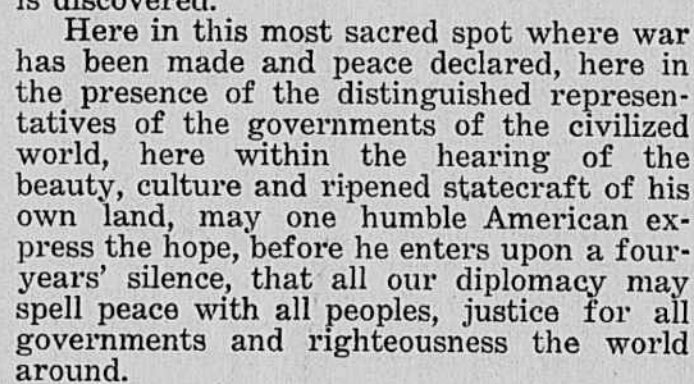 is discovered.
Here in this most sacred spot where war
has been made and peace declared, here in
the presence of the distinguished represen-
tatives of the governments of the civilized
world, here within the hearing of the
beauty, culture and ripened statecraft of his
own land, may one humble American ex-
press the hope, before he enters upon a four-
years' silence, that all our diplomacy may
spell peace with all peoples, justice for all
governments and righteousness the world
around.